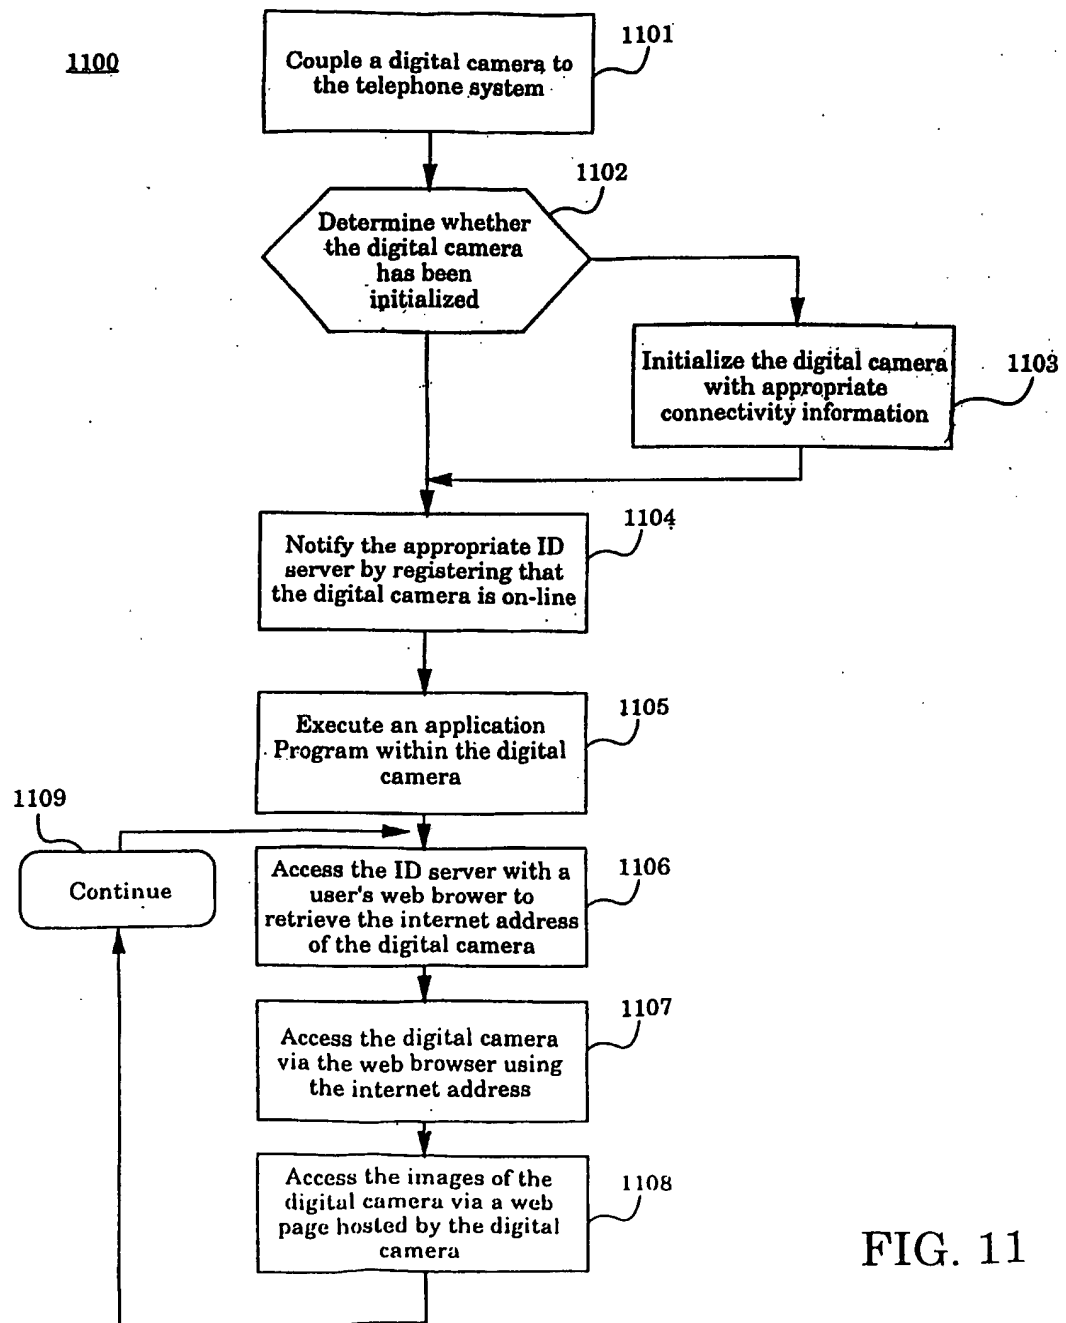 1100
1101
Couple a digital camera to
the telephone system
1102
Determine whether
the digital camera
has been
initialized
Initialize the digital camera
with appropriate
connectivity information
1103
1104
Notify the appropriate ID
server by registering that
the digital camera is on-line
1105
Execute an application
Program within the digital
camera
1109
Continue
Access the ID server with a
user's web brower to
retrieve the internet address
of the digital camera
1106
1107
Access the digital camera
via the web browser using
the internet address
Access the images of the
digital camera via a web
page hosted by the digital
camera
1108
FIG. 11